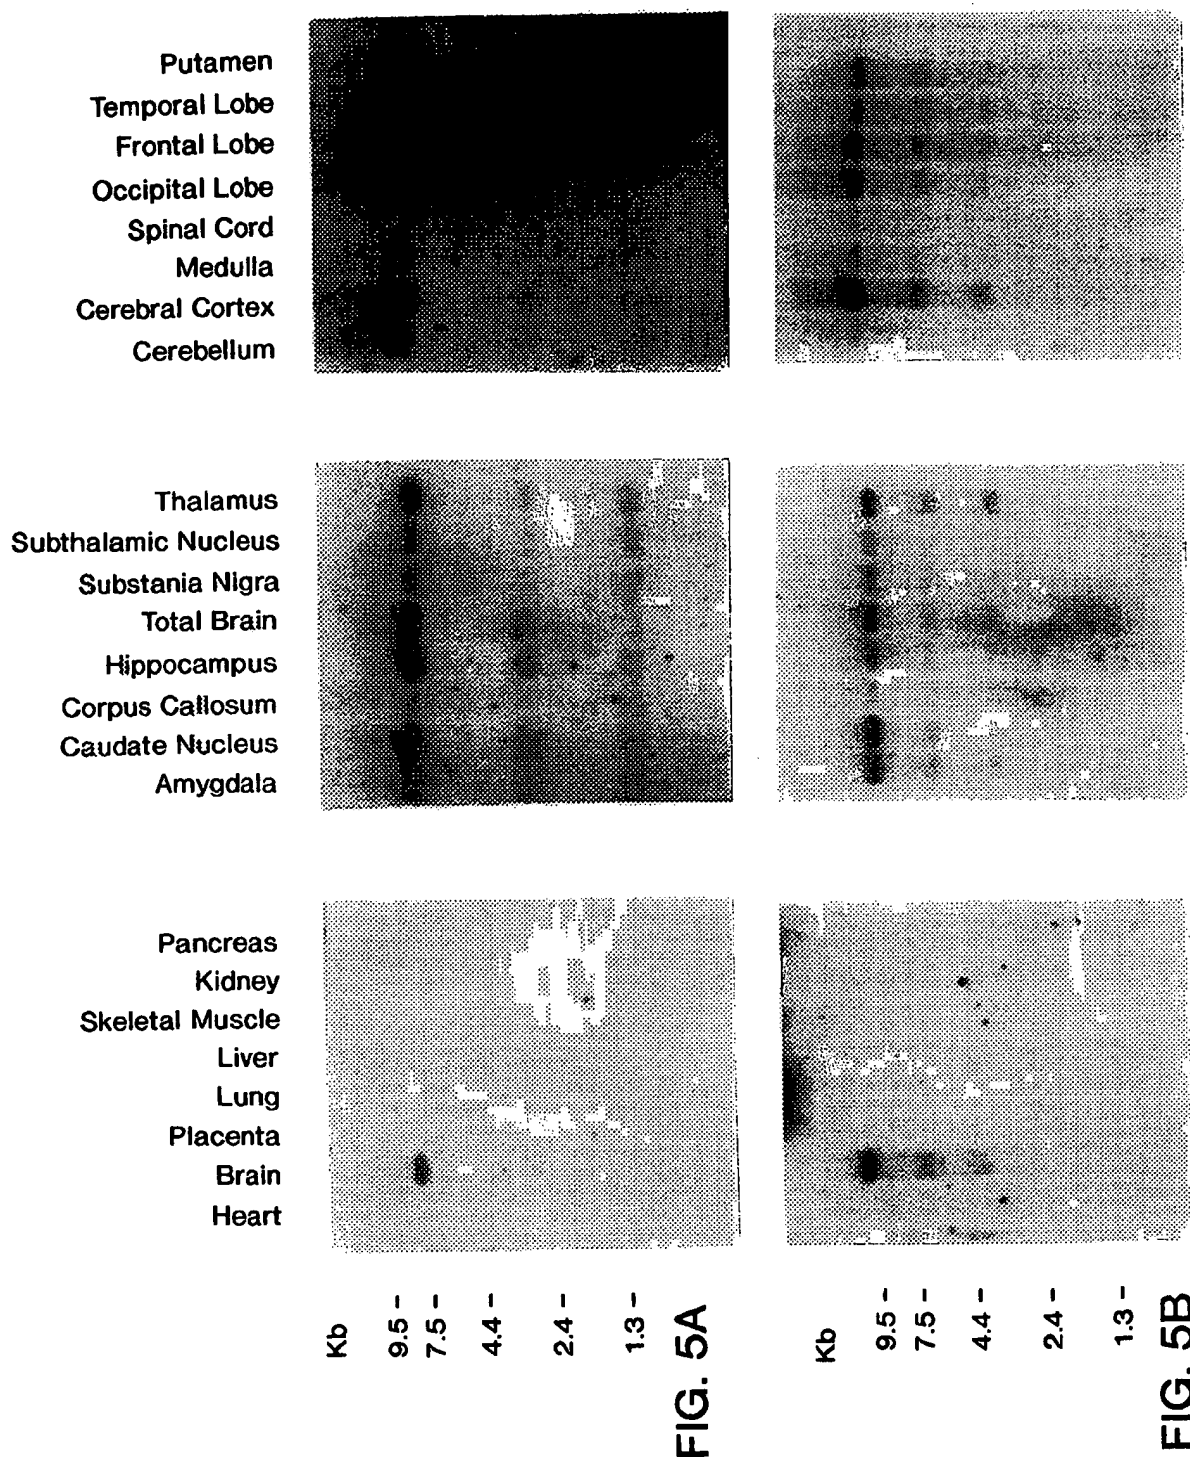 Putamen
Temporal Lobe
Frontal Lobe
Occipital Lobe
Spinal Cord
Medulla
Cerebral Cortex
Cerebellum
Thalamus
Subthalamic Nucleus
Substania Nigra
Total Brain
Hippocampus
Corpus Callosum
Caudate Nucleus
Amygdala
Pancreas
Kidney
Skeletal Muscle
Liver
Lung
Placenta
Brain
Heart
Kb
9.5 -
7.5 -
4.4 -
2.4 -
1.3 -
FIG. 5A
Kb
9.5 -
7.5 -
4.4 -
2.4 -
1.3 -
FIG. 5B